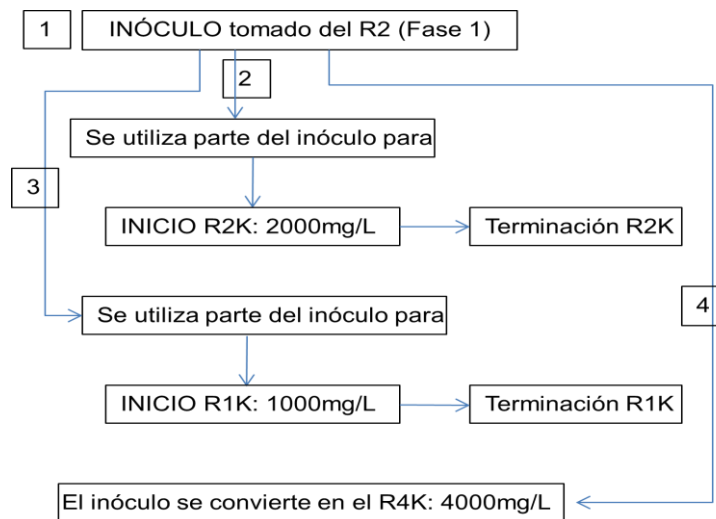 1
INÓCULO tomado del R2 (Fase 1)
2
Se utiliza parte del inóculo para
3
INICIO R2K: 2000mg/L
Terminación R2K
Se utiliza parte del inóculo para
4
INICIO R1K: 1000mg/L
Terminación R1K
El inóculo se convierte en el R4K: 4000mg/L